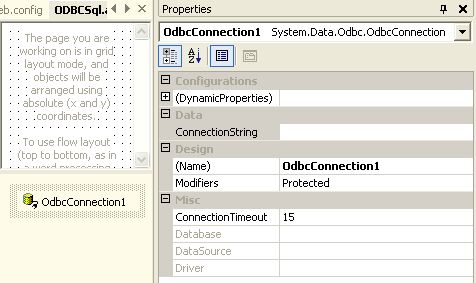 eb.config ODBCSql.a
The page you are
working on is in grid
layout mode, and
objects will be
arranged using
absolute (x and y)
coordinates.
To use flow layout
(top to bottom, as in
OdbcConnection1
Properties
OdbcConnection1 System.Data.Odbc.OdbcConnection
Configurations
(DynamicProperties)
Data
ConnectionString
Design
(Name) OdbcConnection1
Modifiers Protected
Misc
ConnectionTimeout 15
Database
DataSource
Driver